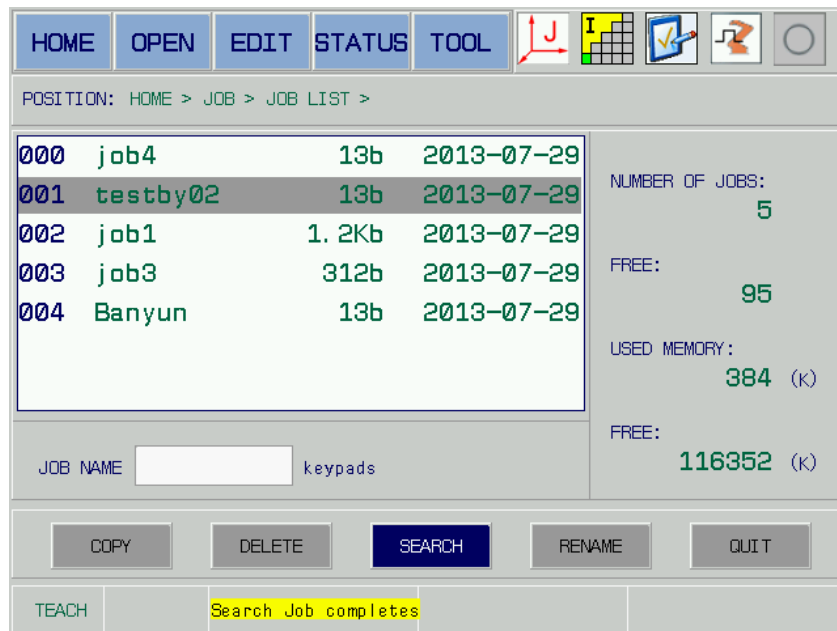 HOME OPEN EDIT STATUS TOOL J I
POSITION: HOME > JOB > JOB LIST >
000 job4 13b 2013-07-29
001 testby02 13b 2013-07-29
002 job1 1.2Kb 2013-07-29
003 job3 312b 2013-07-29
004 Banyun 13b 2013-07-29
NUMBER OF JOBS:
5
FREE:
95
USED MEMORY:
384 (K)
FREE:
116352 (K)
JOB NAME keypads
COPY DELETE SEARCH RENAME QUIT
TEACH Search Job completes